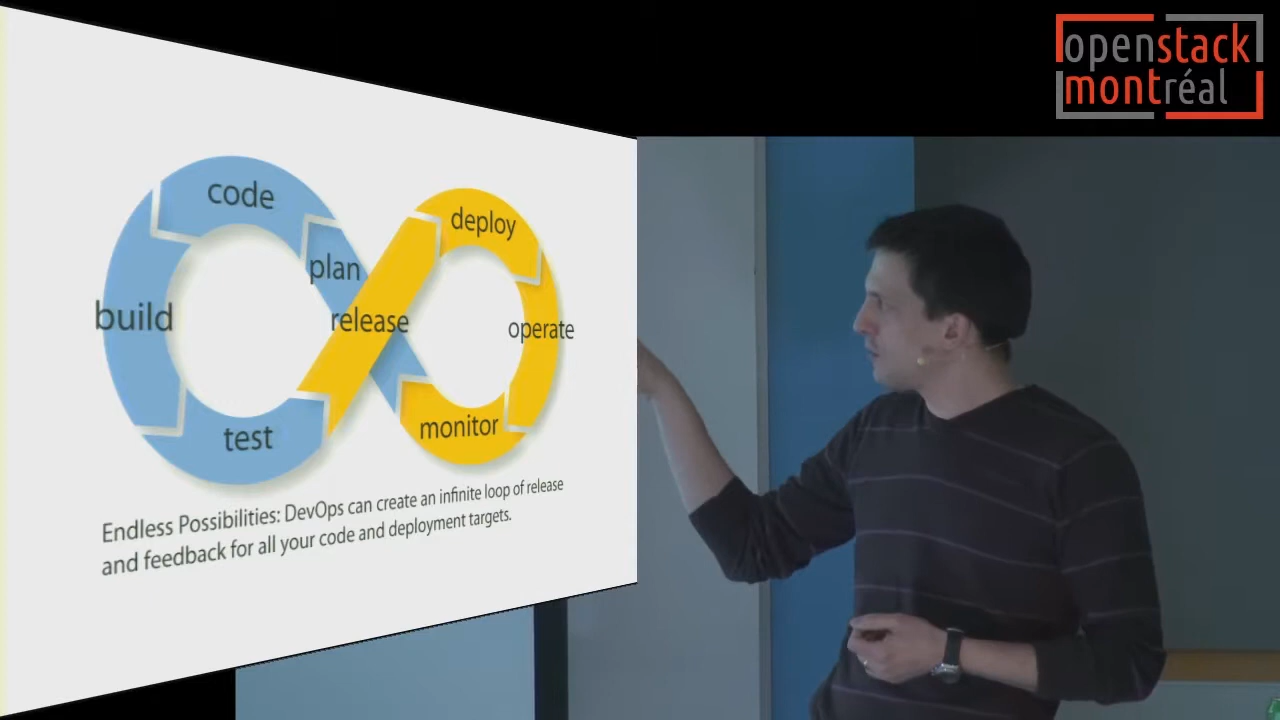 openstack
montréal
code
deploy
plan
build
release
operate
test
monitor
Endless Possibilities: DevOps can create an infinite loop of release
and feedback for all your code and deployment targets.